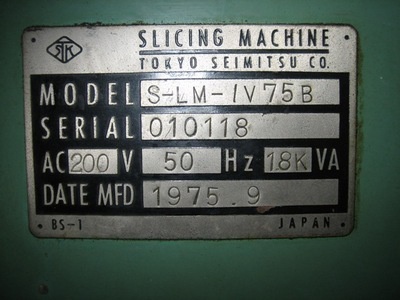 STK
SLICING MACHINE
TOKYO SEIMITSU CO.
MODEL S-LM-IV75B
SERIAL 010118
AC 200 V 50 Hz 1.8K VA
DATE MFD 1975.9
BS-1 JAPAN